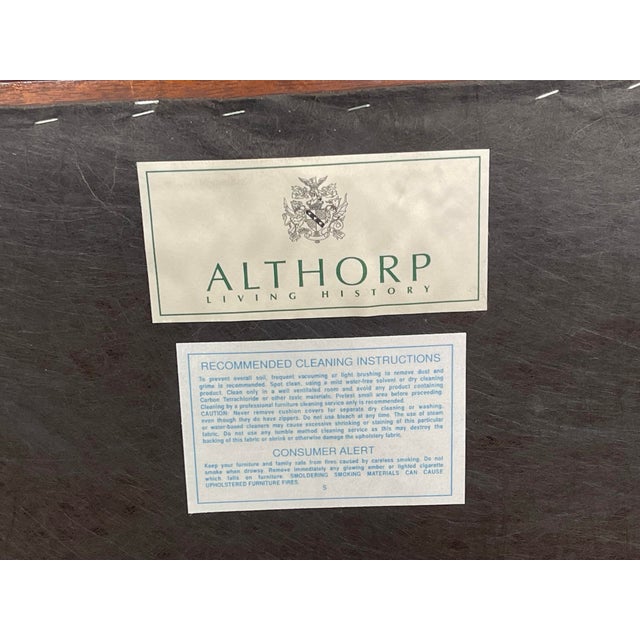 ALTHORP
LIVING HISTORY
RECOMMENDED CLEANING INSTRUCTIONS
To prevent overall soil, frequent vacuuming or light brushing to remove dust and
grime is recommended. Spot clean, using a mild water-free solvent or dry cleaning
product. Clean only in a well ventilated room and avoid any product containing
Carbon Tetrachloride or other toxic materials. Pretest small area before proceeding.
Cleaning by a professional furniture cleaning service only is recommended.
CAUTION: Never remove cushion covers for separate dry cleaning or washing,
even though they do have zippers. Do not use bleach at any time. The use of steam
or water-based cleaners may cause excessive shrinking or staining of this particular
fabric. Do not use any tumble method cleaning service as this may destroy the
backing of this fabric or shrink or otherwise damage the upholstery fabric.
CONSUMER ALERT
Keep your furniture and family safe from fires caused by careless smoking. Do not
smoke when drowsy. Remove immediately any glowing amber or lighted cigarette
which falls on furniture. SMOLDERING SMOKING MATERIALS CAN CAUSE
UPHOLSTERED FURNITURE FIRES.
S